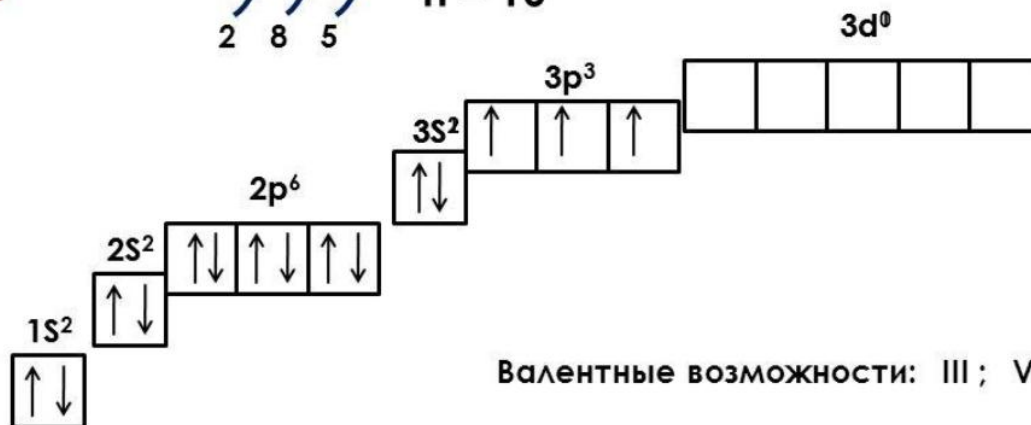 2 8 5
3d⁰
3p³
3S²
2p⁶
2S²
1S²
Валентные возможности: III ; V